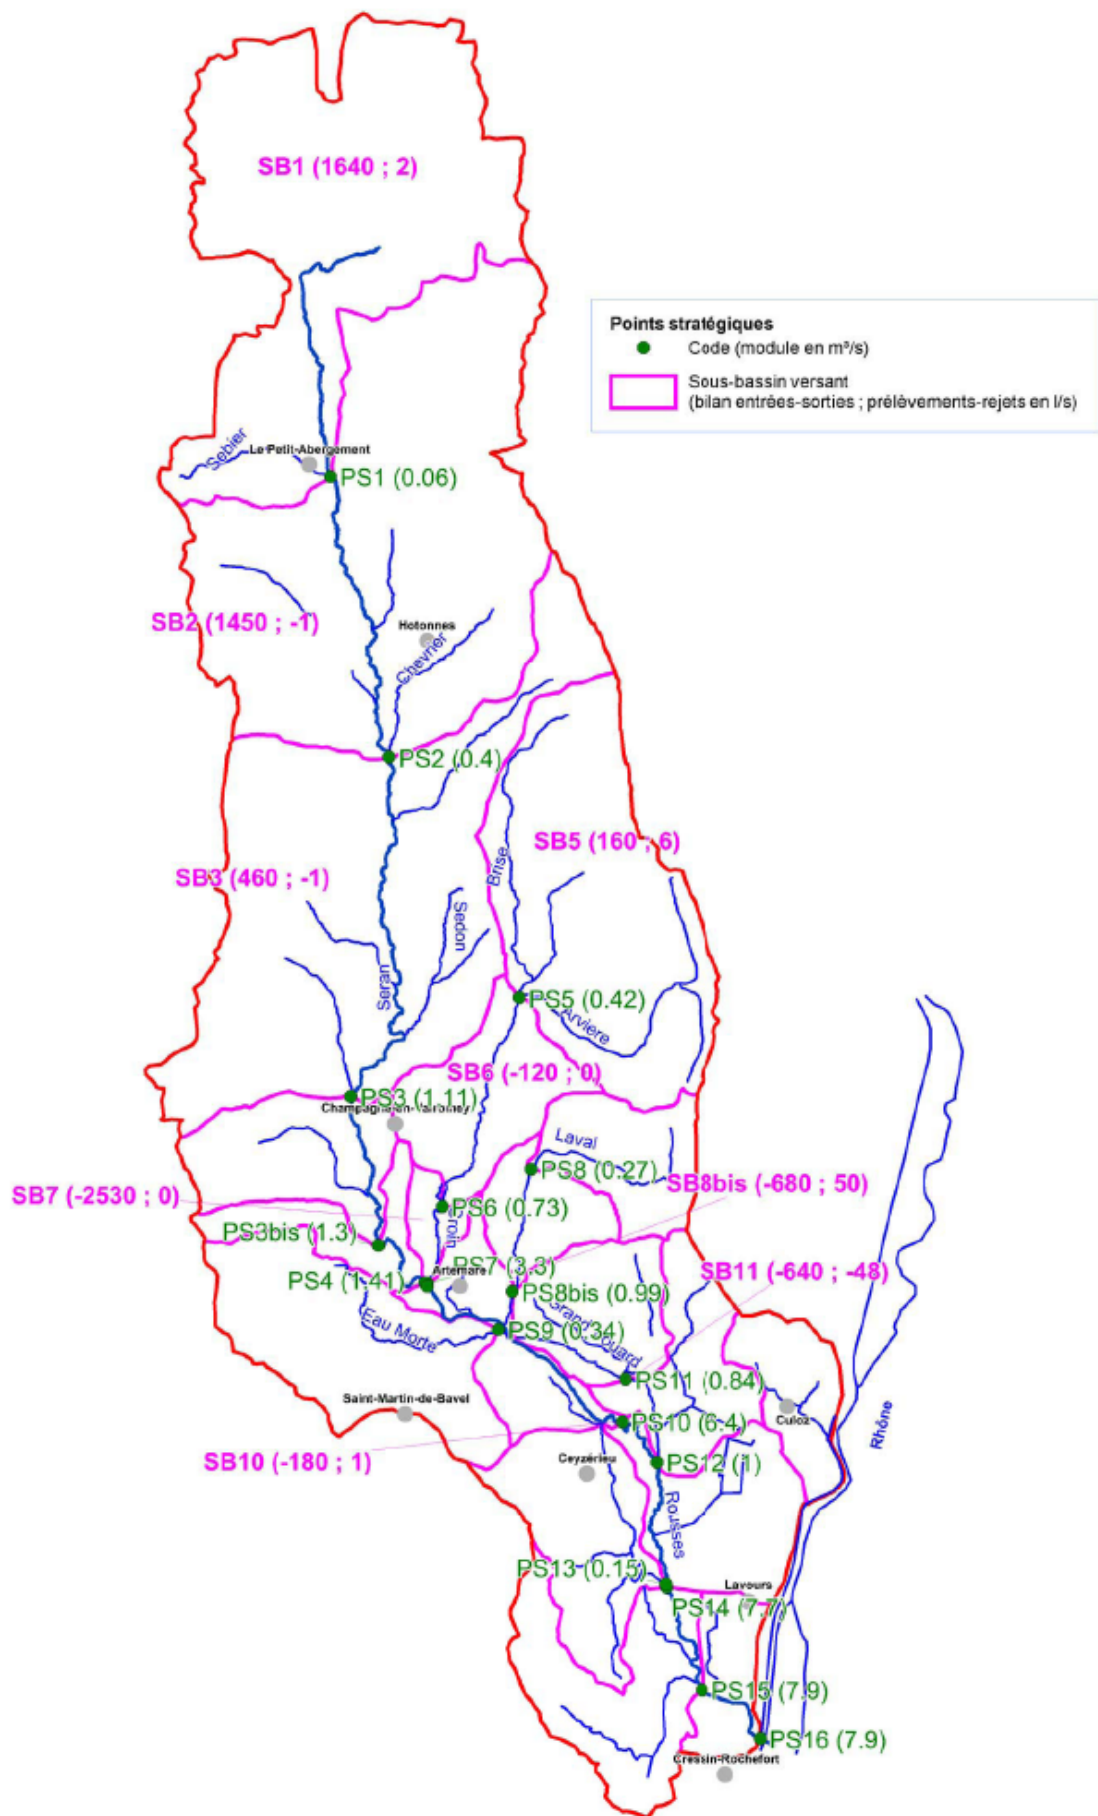 SB1 (1640 ; 2)
Points stratégiques
Code (module en m³/s)
Sous-bassin versant
(bilan entrées-sorties ; prélèvements-rejets en l/s)
Sebier
Le Petit-Abergement
PS1 (0.06)
SB2 (1450 ; -1)
Hotonnes
Chevrier
PS2 (0.4)
SB5 (160 ; 6)
Brise
SB3 (460 ; -1)
Sedon
Seran
PS5 (0.42)
Arviere
SB6 (-120 ; 0)
PS3 (1.11)
Laval
PS8 (0.27)
SB8bis (-680 ; 50)
SB7 (-2530 ; 0)
PS6 (0.73)
PS3bis (1.3)
PS7 (3.3)
Artemare
SB11 (-640 ; -48)
PS4 (1.41)
PS8bis (0.99)
Eau Morte
PS9 (0.34)
PS11 (0.84)
Saint-Martin-de-Bavel
Culoz
PS10 (6.4)
Rhône
SB10 (-180 ; 1)
Ceyzérieu
PS12 (1)
Rousses
PS13 (0.15)
Lavours
PS14 (7.7)
PS15 (7.9)
PS16 (7.9)
Cressin-Rochefort